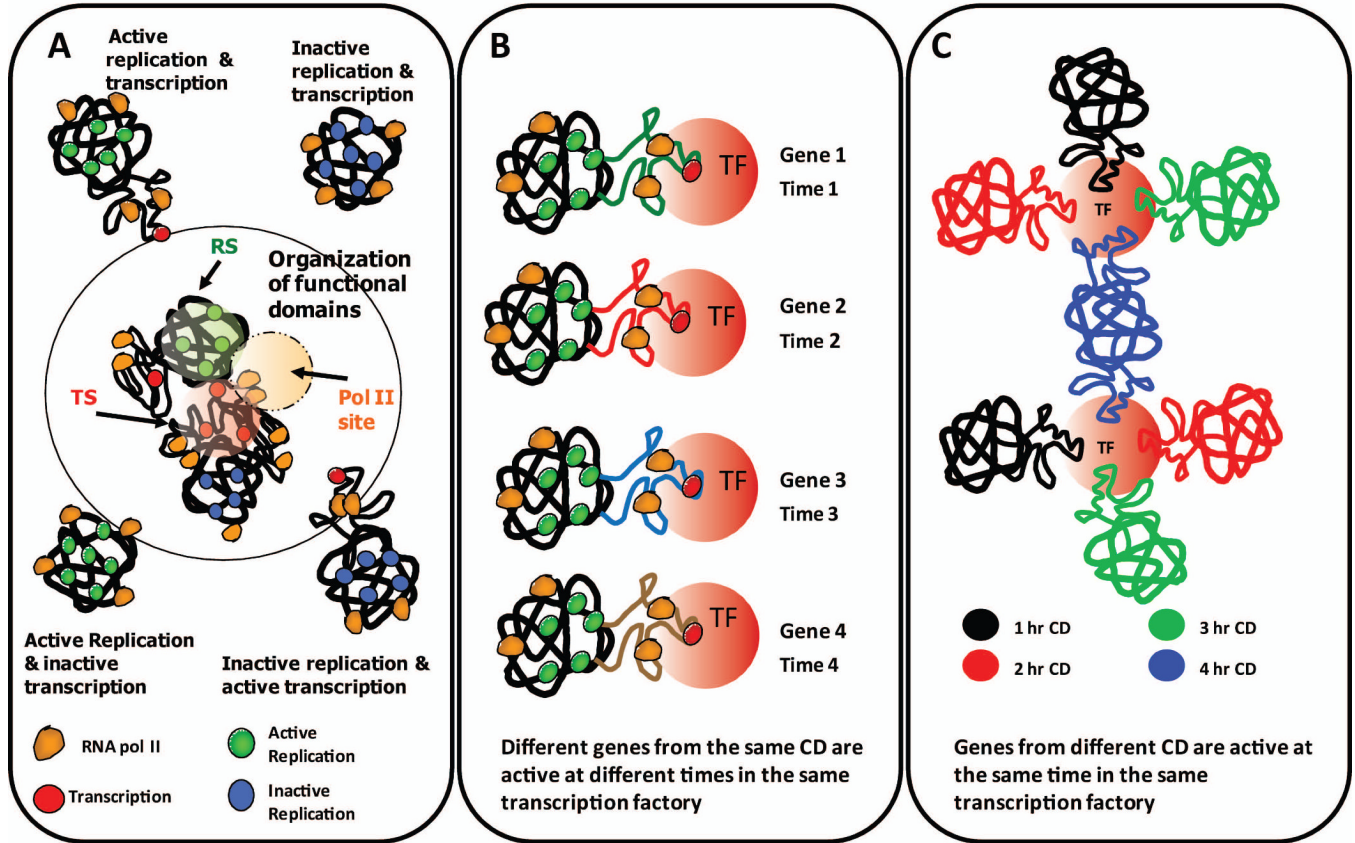 A
Active
replication &
transcription
Inactive
replication &
transcription
RS
Organization
of functional
domains
TS
Pol II
site
Active Replication
& inactive
transcription
Inactive replication &
active transcription
RNA pol II
Active
Replication
Transcription
Inactive
Replication
B
TF
Gene 1
Time 1
TF
Gene 2
Time 2
TF
Gene 3
Time 3
TF
Gene 4
Time 4
Different genes from the same CD are
active at different times in the same
transcription factory
C
TF
TF
1 hr CD
3 hr CD
2 hr CD
4 hr CD
Genes from different CD are active at
the same time in the same
transcription factory